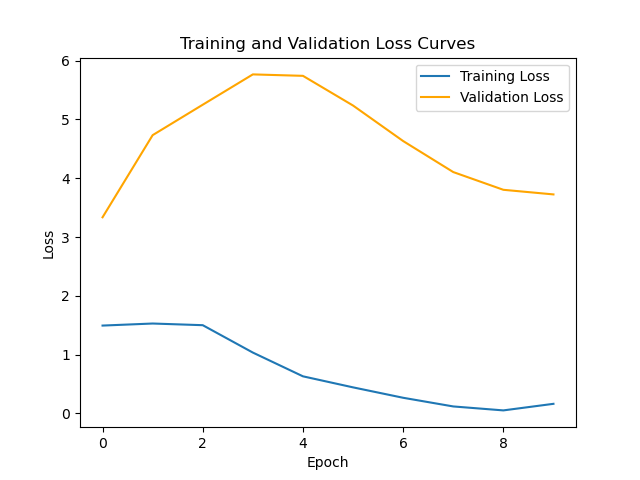 Training and Validation Loss Curves
Training Loss
Validation Loss
6
5
4
3
2
1
0
Loss
0 2 4 6 8
Epoch